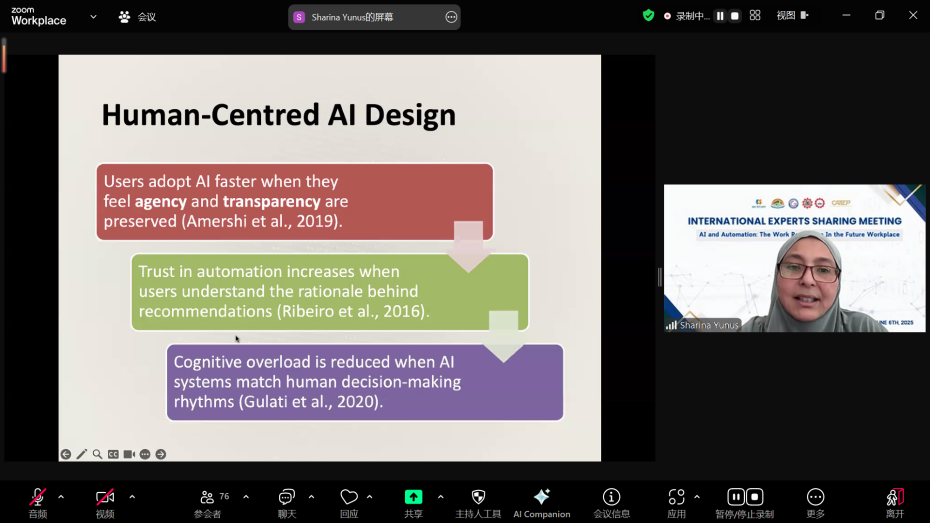 zoom
Workplace
会议
S Sharina Yunus的屏幕
录制中...
视图
Human-Centred AI Design
Users adopt AI faster when they
feel agency and transparency are
preserved (Amershi et al., 2019).
Trust in automation increases when
users understand the rationale behind
recommendations (Ribeiro et al., 2016).
Cognitive overload is reduced when AI
systems match human decision-making
rhythms (Gulati et al., 2020).
CC
INTERNATIONAL EXPERTS SHARING MEETING
AI and Automation: The Work
In the Future Workplace
NE 6TH, 2025
Sharina Yunus
音频
视频
76
参会者
聊天
回应
共享
主持人工具
AI Companion
会议信息
应用
暂停/停止录制
更多
离开